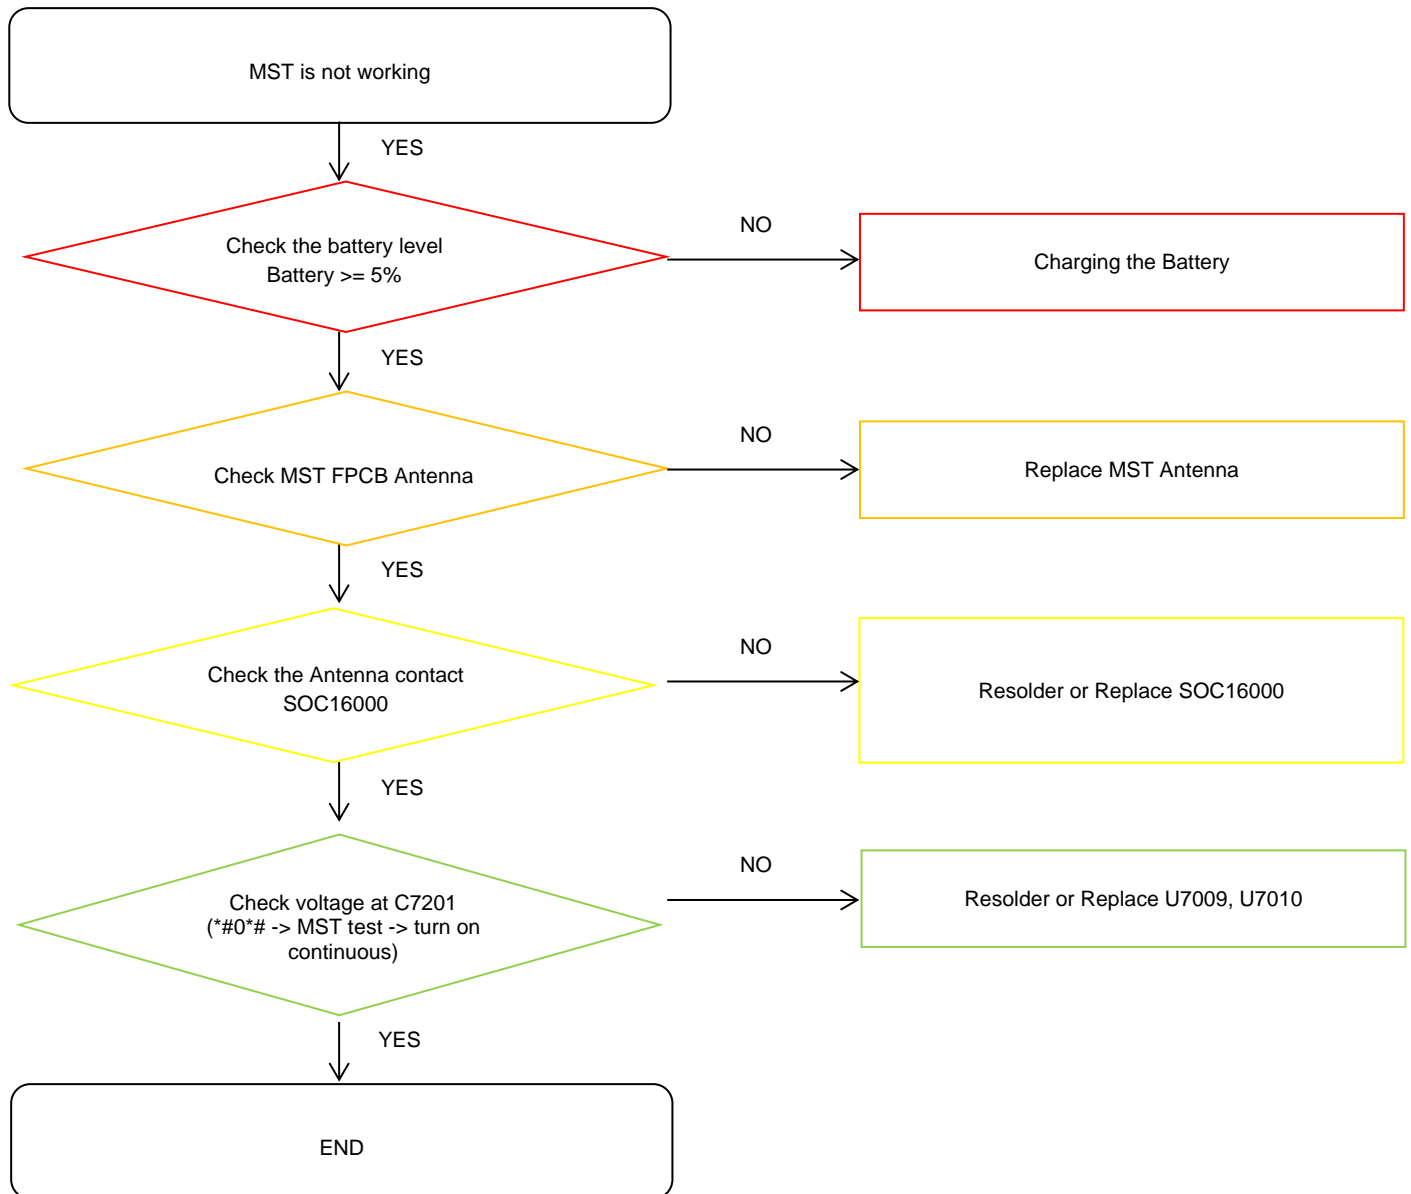 MST is not working
YES
Check the battery level
Battery >= 5%
NO
Charging the Battery
YES
Check MST FPCB Antenna
NO
Replace MST Antenna
YES
Check the Antenna contact
SOC16000
NO
Resolder or Replace SOC16000
YES
Check voltage at C7201
(*#0*# -> MST test -> turn on
continuous)
NO
Resolder or Replace U7009, U7010
YES
END